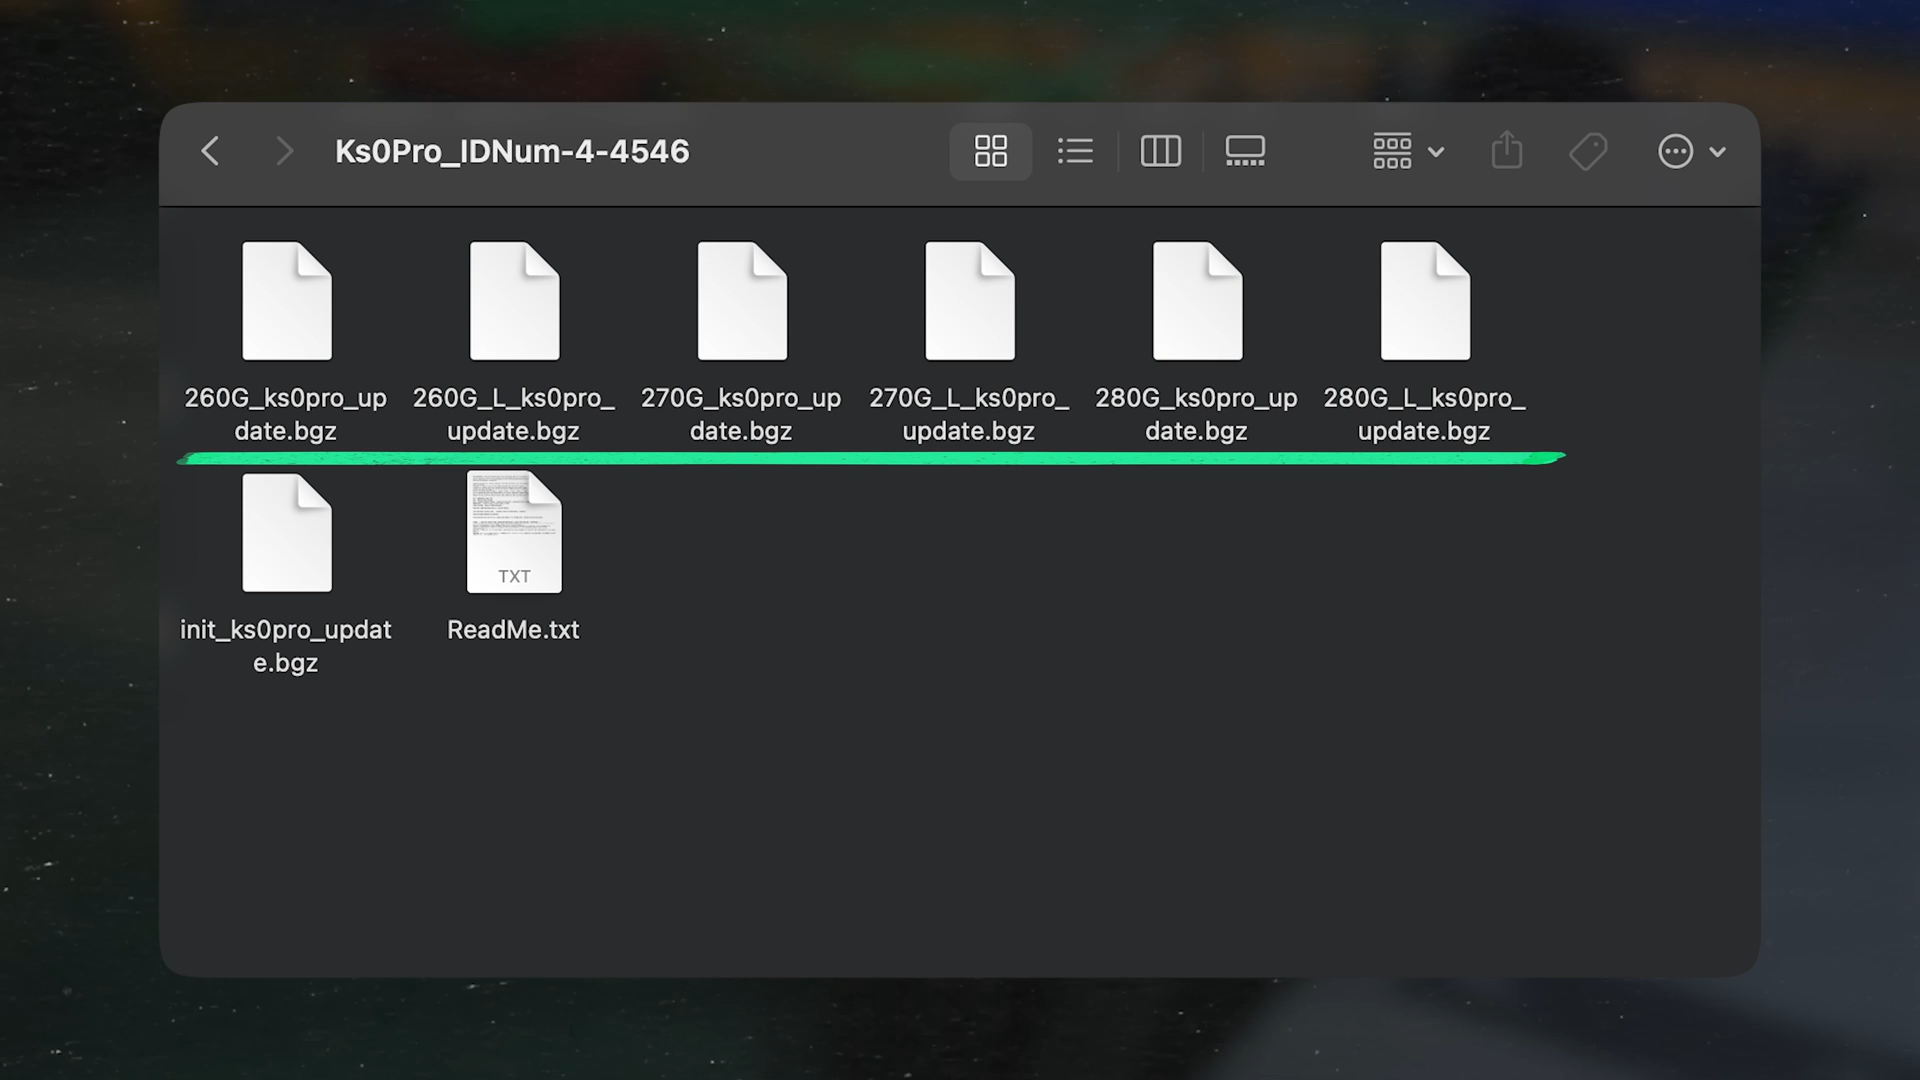 Ks0Pro_IDNum-4-4546
260G_ks0pro_up
date.bgz
260G_L_ks0pro_
update.bgz
270G_ks0pro_up
date.bgz
270G_L_ks0pro_
update.bgz
280G_ks0pro_up
date.bgz
280G_L_ks0pro_
update.bgz
init_ks0pro_updat
e.bgz
TXT
ReadMe.txt